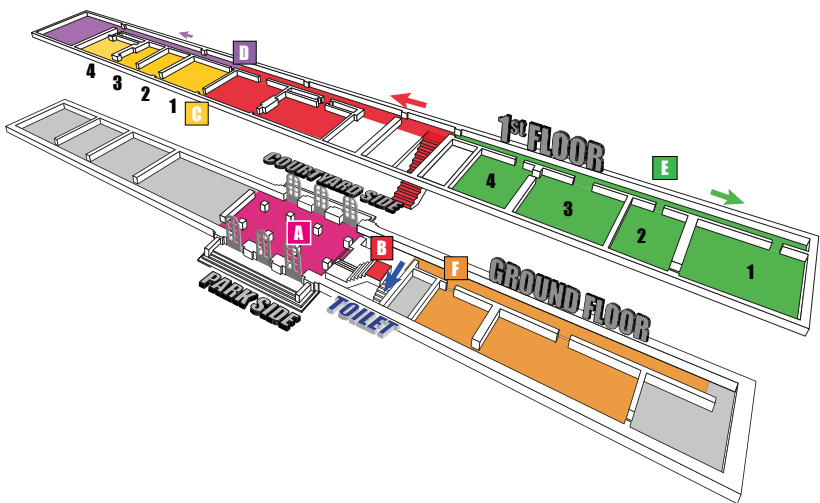 D
4
3
2
1
C
1st FLOOR
E
4
3
2
1
COURTYARD SIDE
A
B
F
GROUND FLOOR
PARK SIDE
TOILET